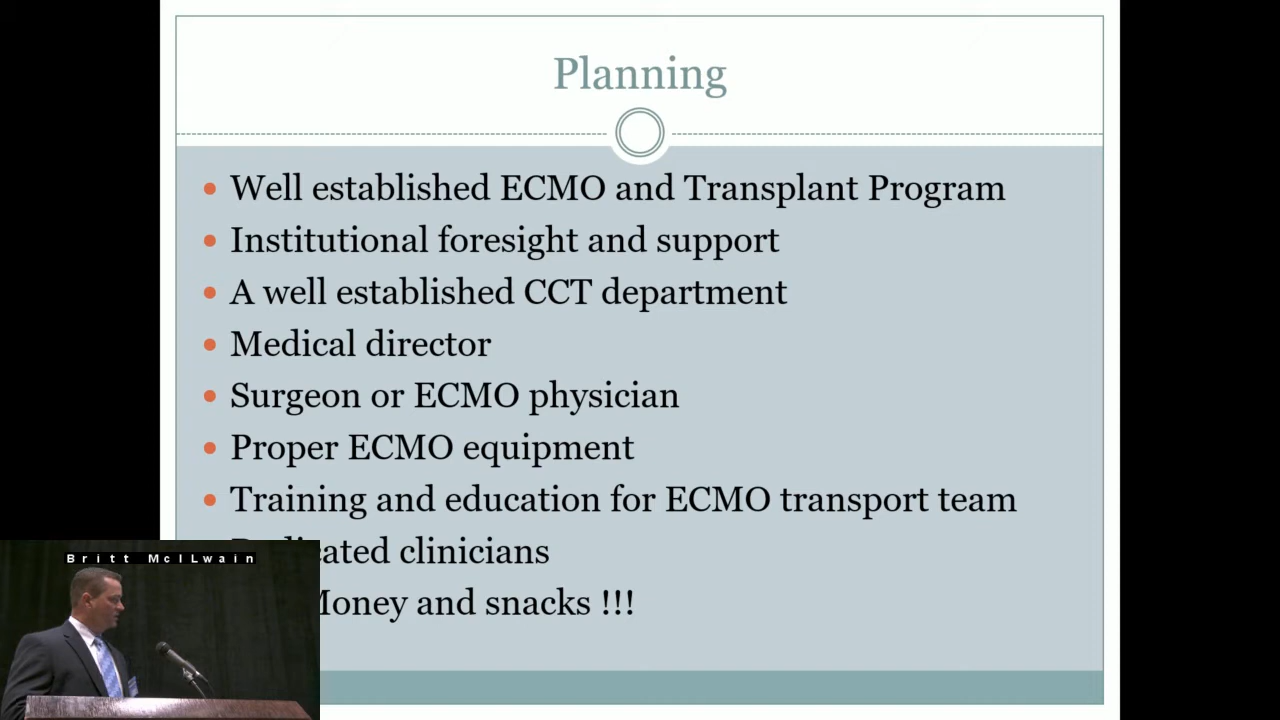 Planning
Well established ECMO and Transplant Program
Institutional foresight and support
A well established CCT department
Medical director
Surgeon or ECMO physician
Proper ECMO equipment
Training and education for ECMO transport team
clinicians
and snacks !!!
Britt McILwain